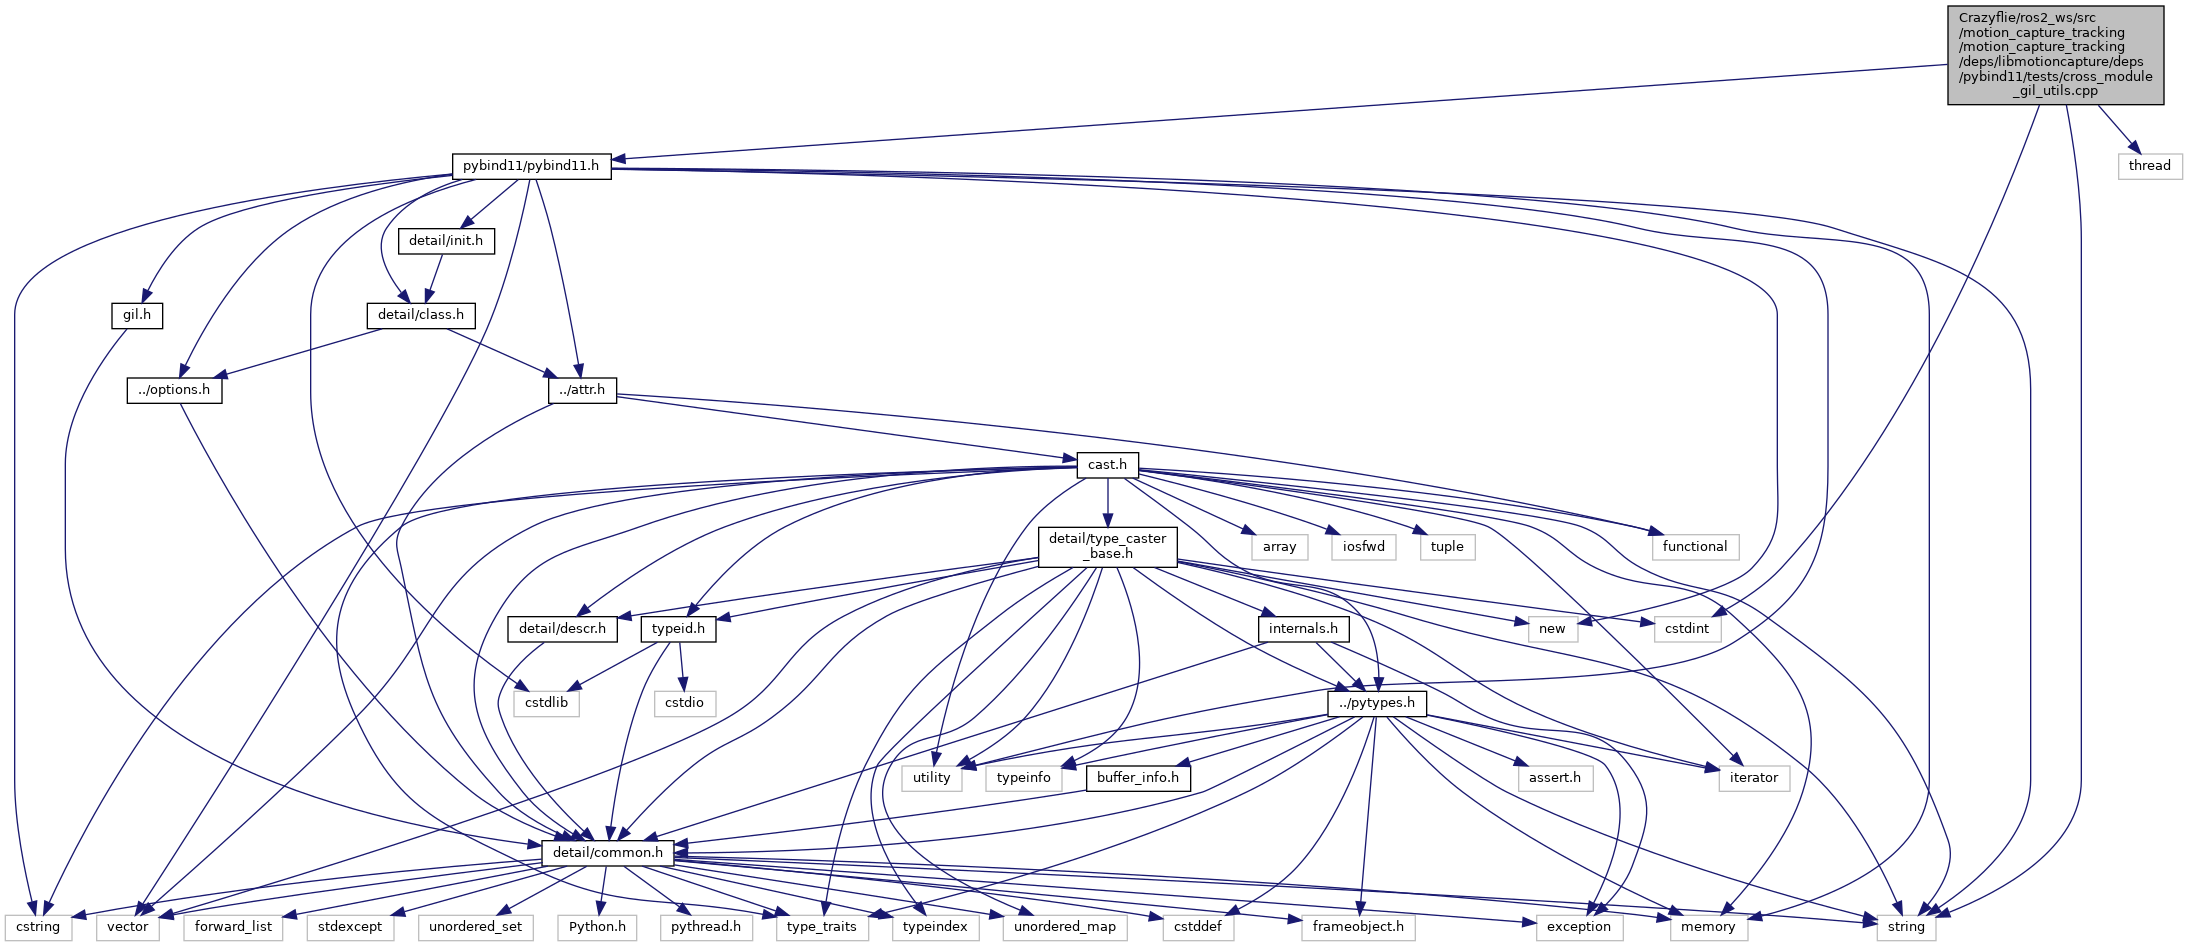 Crazyflie/ros2_ws/src
/motion_capture_tracking
/motion_capture_tracking
/deps/libmotioncapture/deps
/pybind11/tests/cross_module
_gil_utils.cpp
pybind11/pybind11.h
thread
detail/init.h
gil.h
detail/class.h
../options.h
../attr.h
cast.h
detail/type_caster
_base.h
array
iosfwd
tuple
functional
detail/descr.h
typeid.h
internals.h
new
cstdint
cstdlib
cstdio
../pytypes.h
utility
typeinfo
buffer_info.h
assert.h
iterator
detail/common.h
cstring
vector
forward_list
stdexcept
unordered_set
Python.h
pythread.h
type_traits
typeindex
unordered_map
cstddef
frameobject.h
exception
memory
string